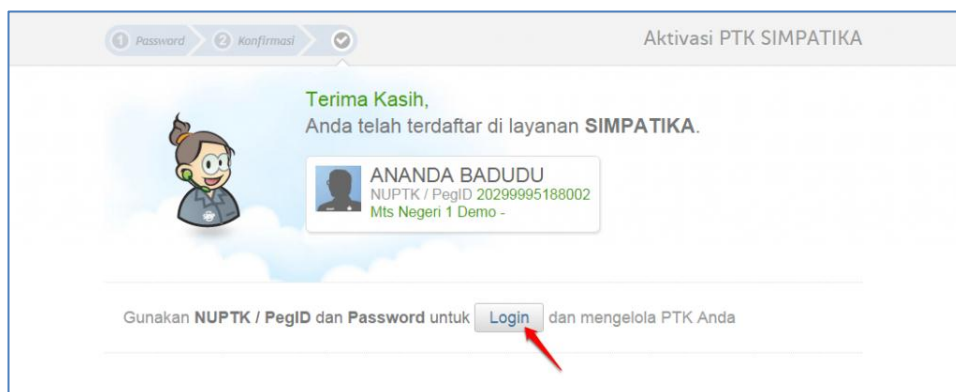 1 Password 2 Konfirmasi
Aktivasi PTK SIMPATIKA
Terima Kasih,
Anda telah terdaftar di layanan SIMPATIKA.
ANANDA BADUDU
NUPTK / PegID 20299995188002
Mts Negeri 1 Demo -
Gunakan NUPTK / PegID dan Password untuk Login dan mengelola PTK Anda